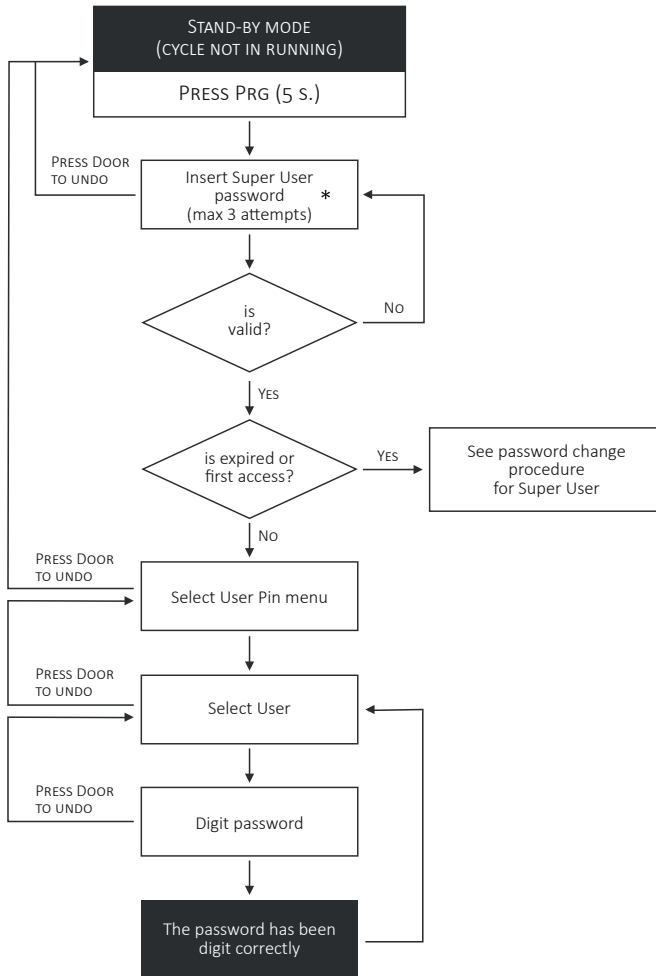 STAND-BY MODE
(CYCLE NOT IN RUNNING)
PRESS PRG (5 S.)
PRESS DOOR
TO UNDO
Insert Super User
password *
(max 3 attempts)
is
valid?
NO
YES
is expired or
first access?
YES
See password change
procedure
for Super User
NO
PRESS DOOR
TO UNDO
Select User Pin menu
PRESS DOOR
TO UNDO
Select User
PRESS DOOR
TO UNDO
Digit password
The password has been
digit correctly